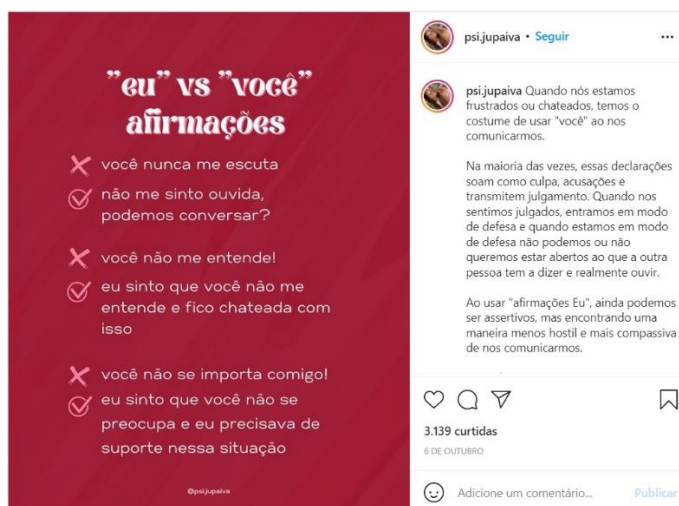 "eu" vs "você"
afirmações
você nunca me escuta
não me sinto ouvida,
podemos conversar?
você não me entende!
eu sinto que você não me
entende e fico chateada com
isso
você não se importa comigo!
eu sinto que você não se
preocupa e eu precisava de
suporte nessa situação
@psi.jupaiva
psi.jupaiva • Seguir
psi.jupaiva Quando nós estamos
frustrados ou chateados, temos o
costume de usar "você" ao nos
comunicarmos.
Na maioria das vezes, essas declarações
soam como culpa, acusações e
transmitem julgamento. Quando nos
sentimos julgados, entramos em modo
de defesa e quando estamos em modo
de defesa não podemos ou não
queremos estar abertos ao que a outra
pessoa tem a dizer e realmente ouvir.
Ao usar "afirmações Eu", ainda podemos
ser assertivos, mas encontrando uma
maneira menos hostil e mais compassiva
de nos comunicarmos.
3.139 curtidas
6 DE OUTUBRO
Adicione um comentário... Publicar